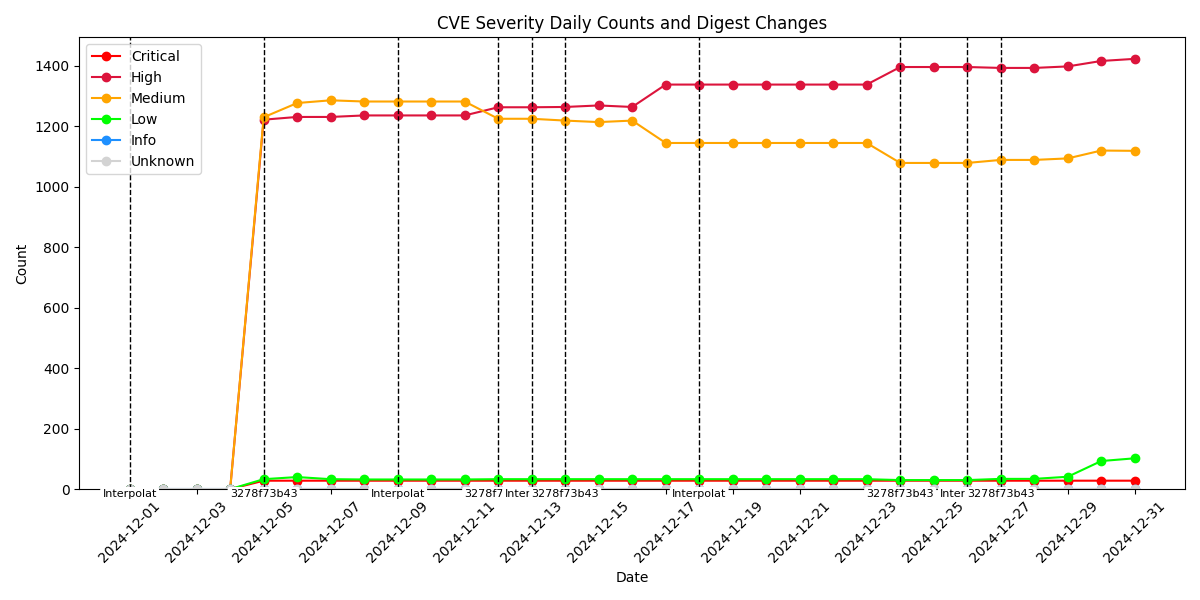 CVE Severity Daily Counts and Digest Changes
Critical
High
Medium
Low
Info
Unknown
Count
1400
1200
1000
800
600
400
200
0
Interpolat
3278f73b43
Interpolat
3278f7
Inter
3278f73b43
Interpolat
3278f73b43
Inter
3278f73b43
2024-12-01
2024-12-03
2024-12-05
2024-12-07
2024-12-09
2024-12-11
2024-12-13
2024-12-15
2024-12-17
2024-12-19
2024-12-21
2024-12-23
2024-12-25
2024-12-27
2024-12-29
2024-12-31
Date